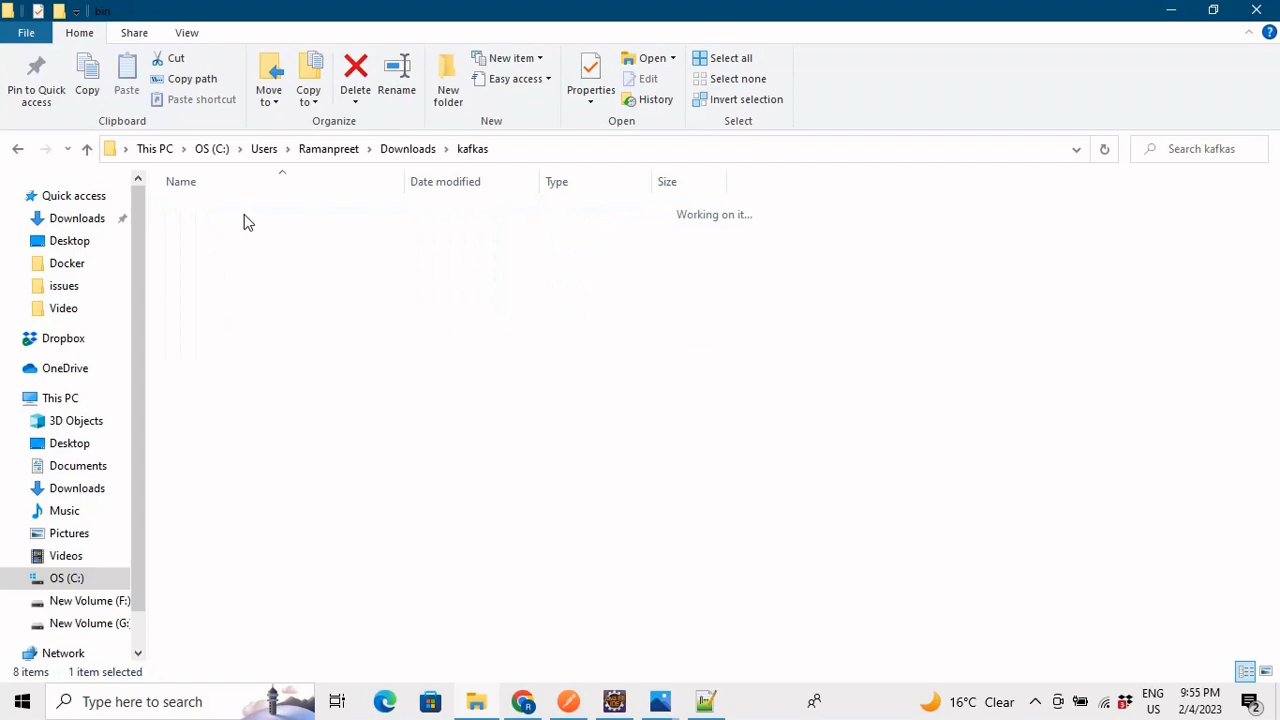 bin
File Home Share View
Pin to Quick access
Copy
Paste
Cut
Copy path
Paste shortcut
Clipboard
Move to
Copy to
Delete
Rename
Organize
New folder
New item
Easy access
New
Properties
Open
Edit
History
Open
Select all
Select none
Invert selection
Select
This PC > OS (C:) > Users > Ramanpreet > Downloads > kafkas
Search kafkas
Name Date modified Type Size
Working on it...
Quick access
Downloads
Desktop
Docker
issues
Video
Dropbox
OneDrive
This PC
3D Objects
Desktop
Documents
Downloads
Music
Pictures
Videos
OS (C:)
New Volume (F:)
New Volume (G:
Network
8 items 1 item selected
Type here to search
16°C Clear
ENG
US
9:55 PM
2/4/2023